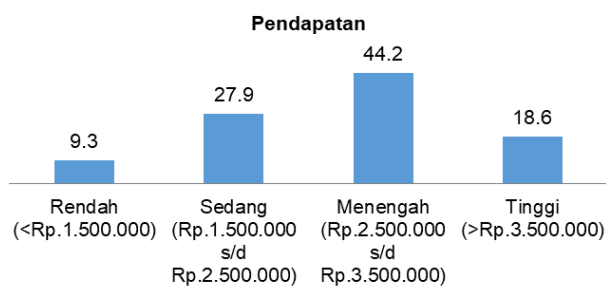 Pendapatan
44.2
27.9
18.6
9.3
Rendah
(<Rp.1.500.000)
Sedang
(Rp.1.500.000
s/d
Rp.2.500.000)
Menengah
(Rp.2.500.000
s/d
Rp.3.500.000)
Tinggi
(>Rp.3.500.000)